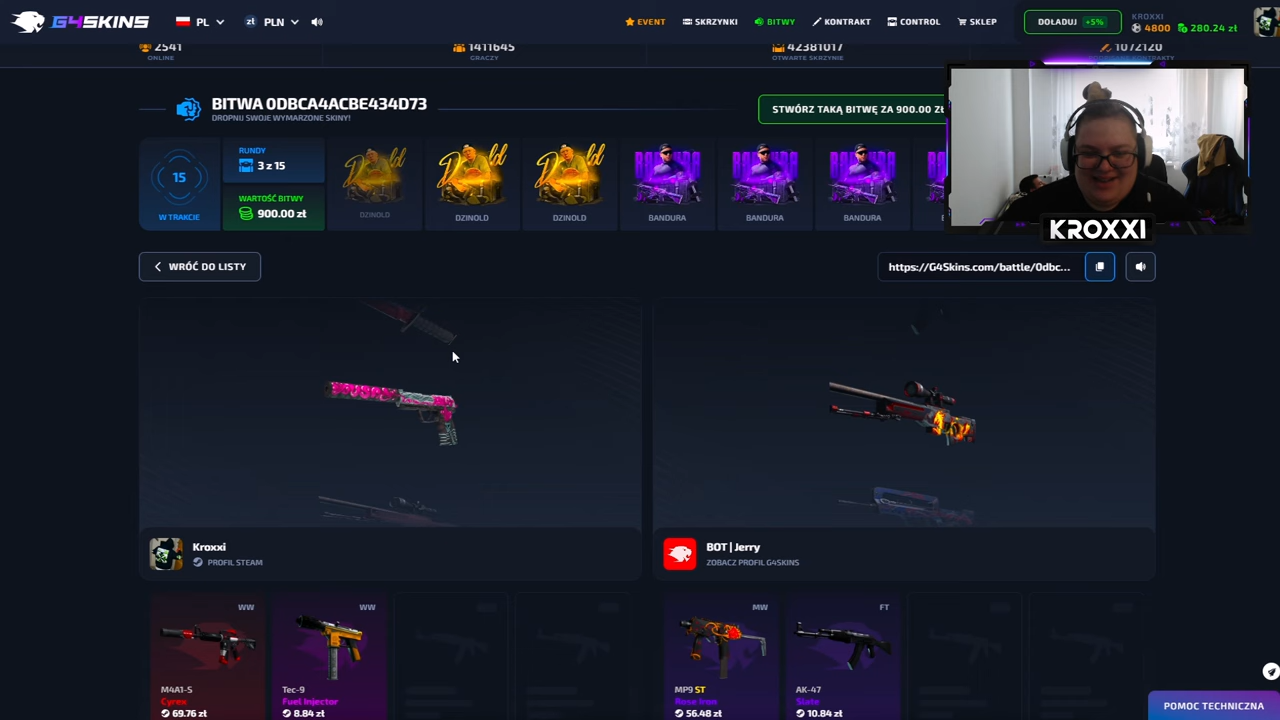 G4SKINS
PL
zł PLN
EVENT
SKRZYNKI
BITWY
KONTRAKT
CONTROL
SKLEP
DOŁADUJ +5%
KROXXI
4800 280.24 zł
2541
ONLINE
1411645
GRACZY
42381017
OTWARTE SKRZYNIE
1072120
BITWA 0DBCA4ACBE434D73
DROPNIJ SWOJE WYMARZONE SKINY!
STWÓRZ TAKĄ BITWĘ ZA 900.00
15
W TRAKCIE
RUNDY
3 z 15
WARTOŚĆ BITWY
900.00 zł
DZINOLD
DZINOLD
DZINOLD
BANDURA
BANDURA
BANDURA
KROXXI
WRÓĆ DO LISTY
https://G4Skins.com/battle/0dbc...
Kroxxi
PROFIL STEAM
BOT | Jerry
ZOBACZ PROFIL G4SKINS
WW
M4A1-S
Cyrex
69.76 zł
WW
Tec-9
Fuel Injector
8.84 zł
MW
MP9 ST
Rose Iron
56.48 zł
FT
AK-47
Slate
10.84 zł
POMOC TECHNICZNA